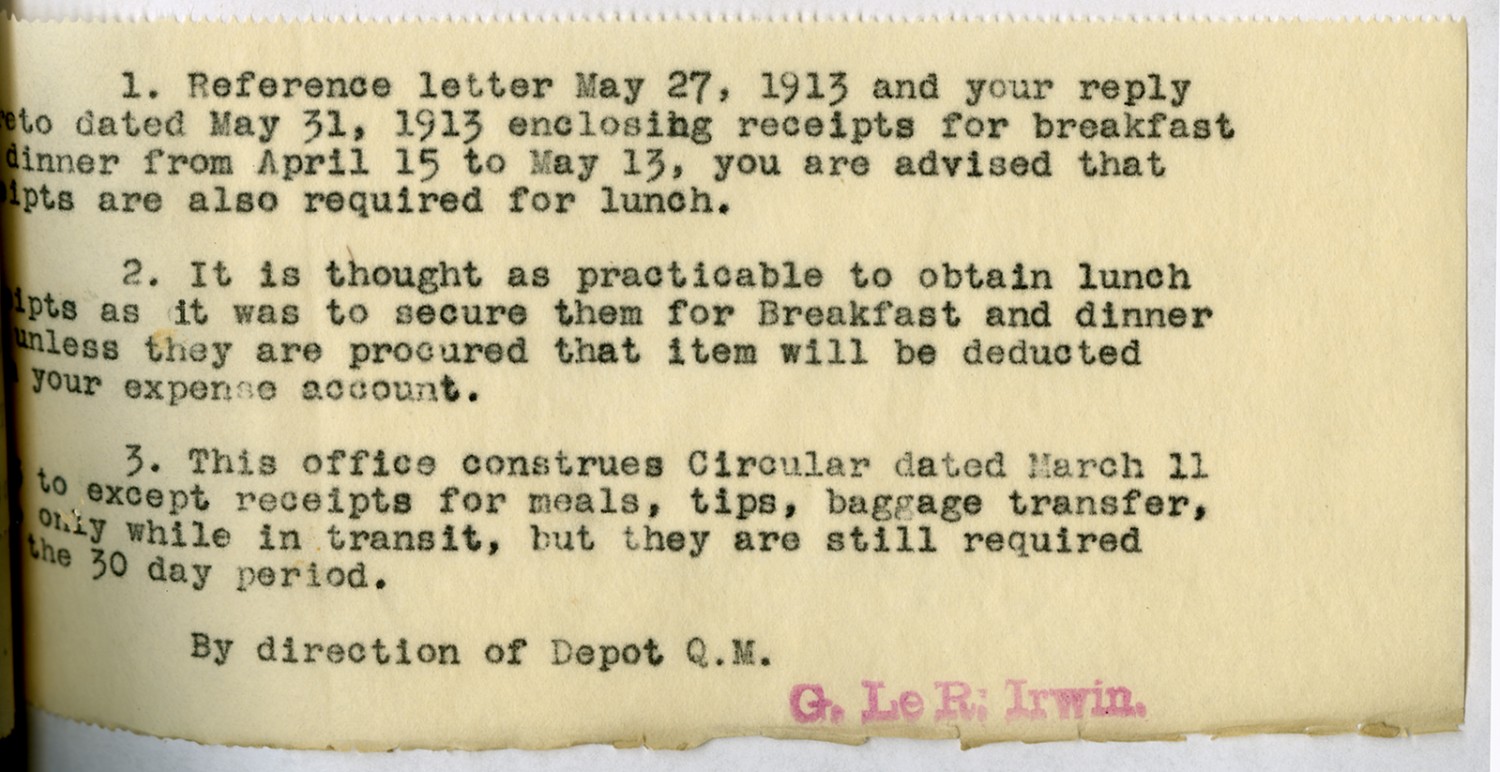 1. Reference letter May 27, 1913 and your reply
eto dated May 31, 1913 enclosing receipts for breakfast
dinner from April 15 to May 13, you are advised that
ipts are also required for lunch.
2. It is thought as practicable to obtain lunch
ipts as it was to secure them for Breakfast and dinner
unless they are procured that item will be deducted
your expense account.
3. This office construes Circular dated March 11
to except receipts for meals, tips, baggage transfer,
only while in transit, but they are still required
the 30 day period.
By direction of Depot Q.M.
G. Le R. Irwin.